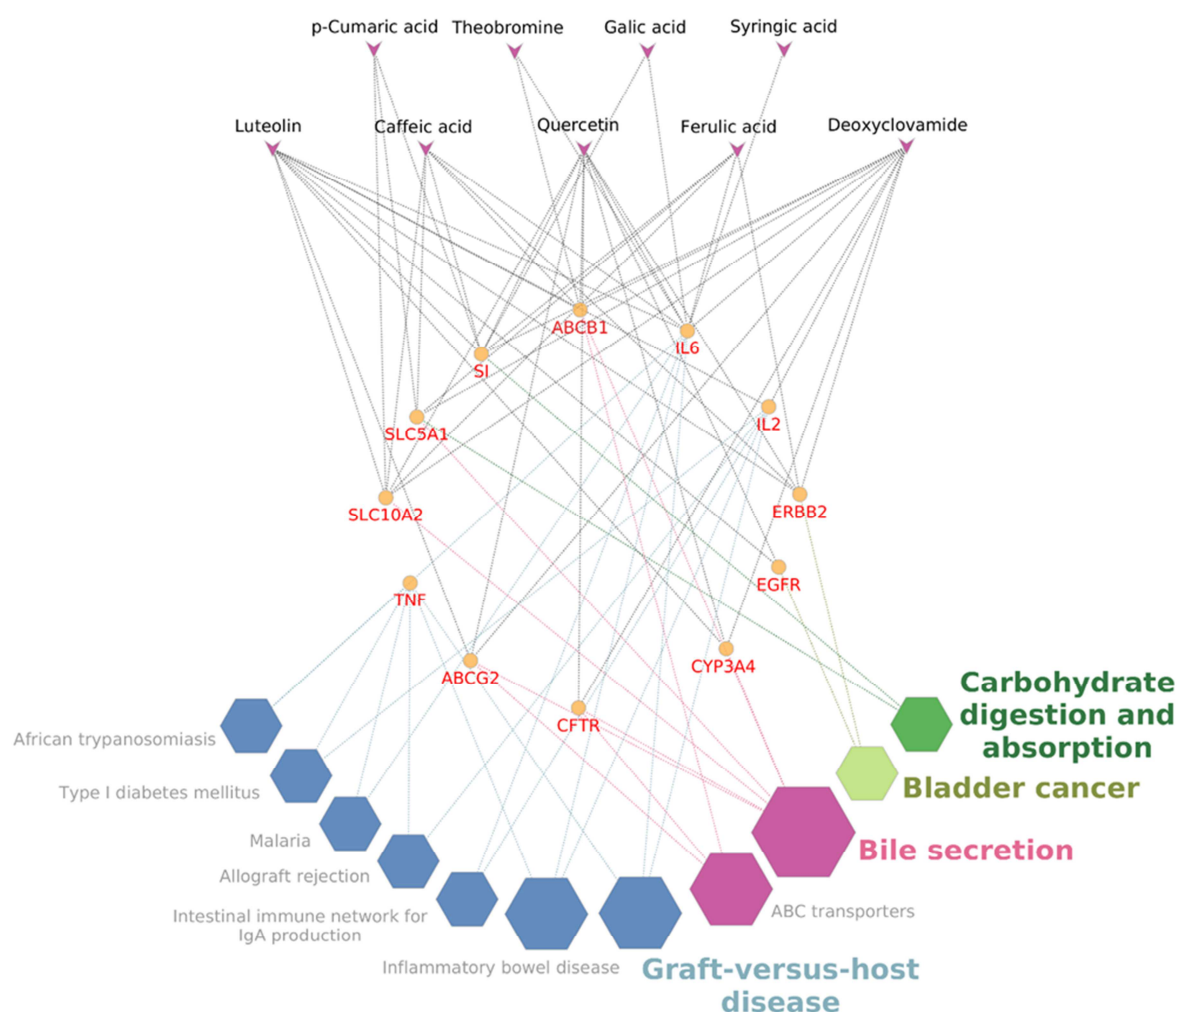 p-Cumaric acid
Theobromine
Galic acid
Syringic acid
Luteolin
Caffeic acid
Quercetin
Ferulic acid
Deoxyclovamide
ABCB1
IL6
SI
IL2
SLC5A1
SLC10A2
ERBB2
EGFR
TNF
CYP3A4
ABCG2
CFTR
Carbohydrate
digestion and
absorption
African trypanosomiasis
Type I diabetes mellitus
Bladder cancer
Malaria
Bile secretion
Allograft rejection
ABC transporters
Intestinal immune network for
IgA production
Inflammatory bowel disease
Graft-versus-host
disease